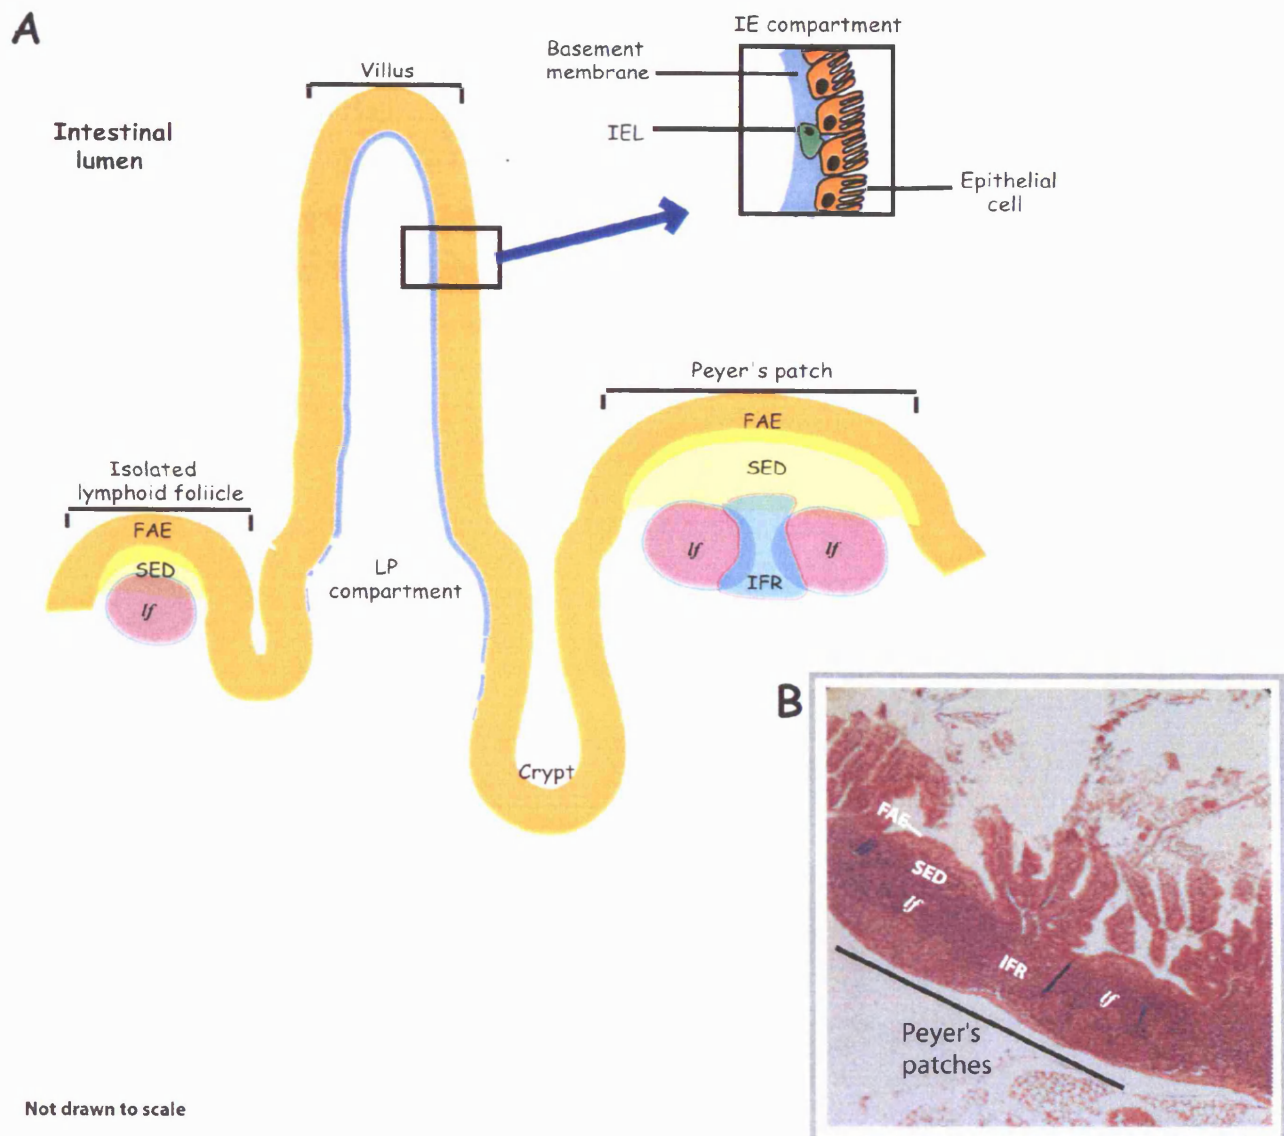 A
IE compartment
Basement
membrane
Villus
Intestinal
lumen
IEL
Epithelial
cell
Peyer's patch
FAE
SED
Isolated
lymphoid foliicle
FAE
SED
lf
LP
compartment
lf
lf
IFR
B
Crypt
FAE
SED
lf
IFR
lf
Peyer's
patches
Not drawn to scale